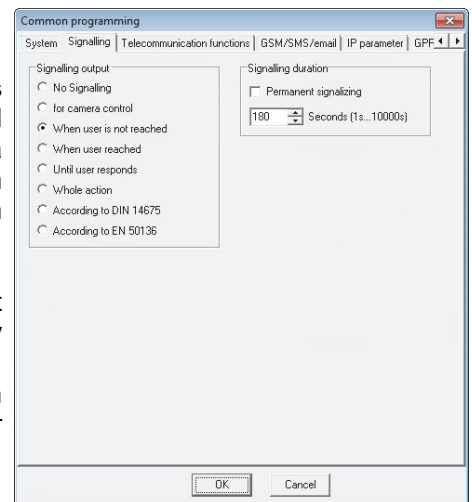 Common programming
System Signalling Telecommunication functions GSM/SMS/email IP parameter
Signalling output
No Signalling
for camera control
When user is not reached
When user reached
Until user responds
Whole action
According to DIN 14675
According to EN 50136
Signalling duration
Permanent signalizing
180 Seconds (1s...10000s)
OK Cancel